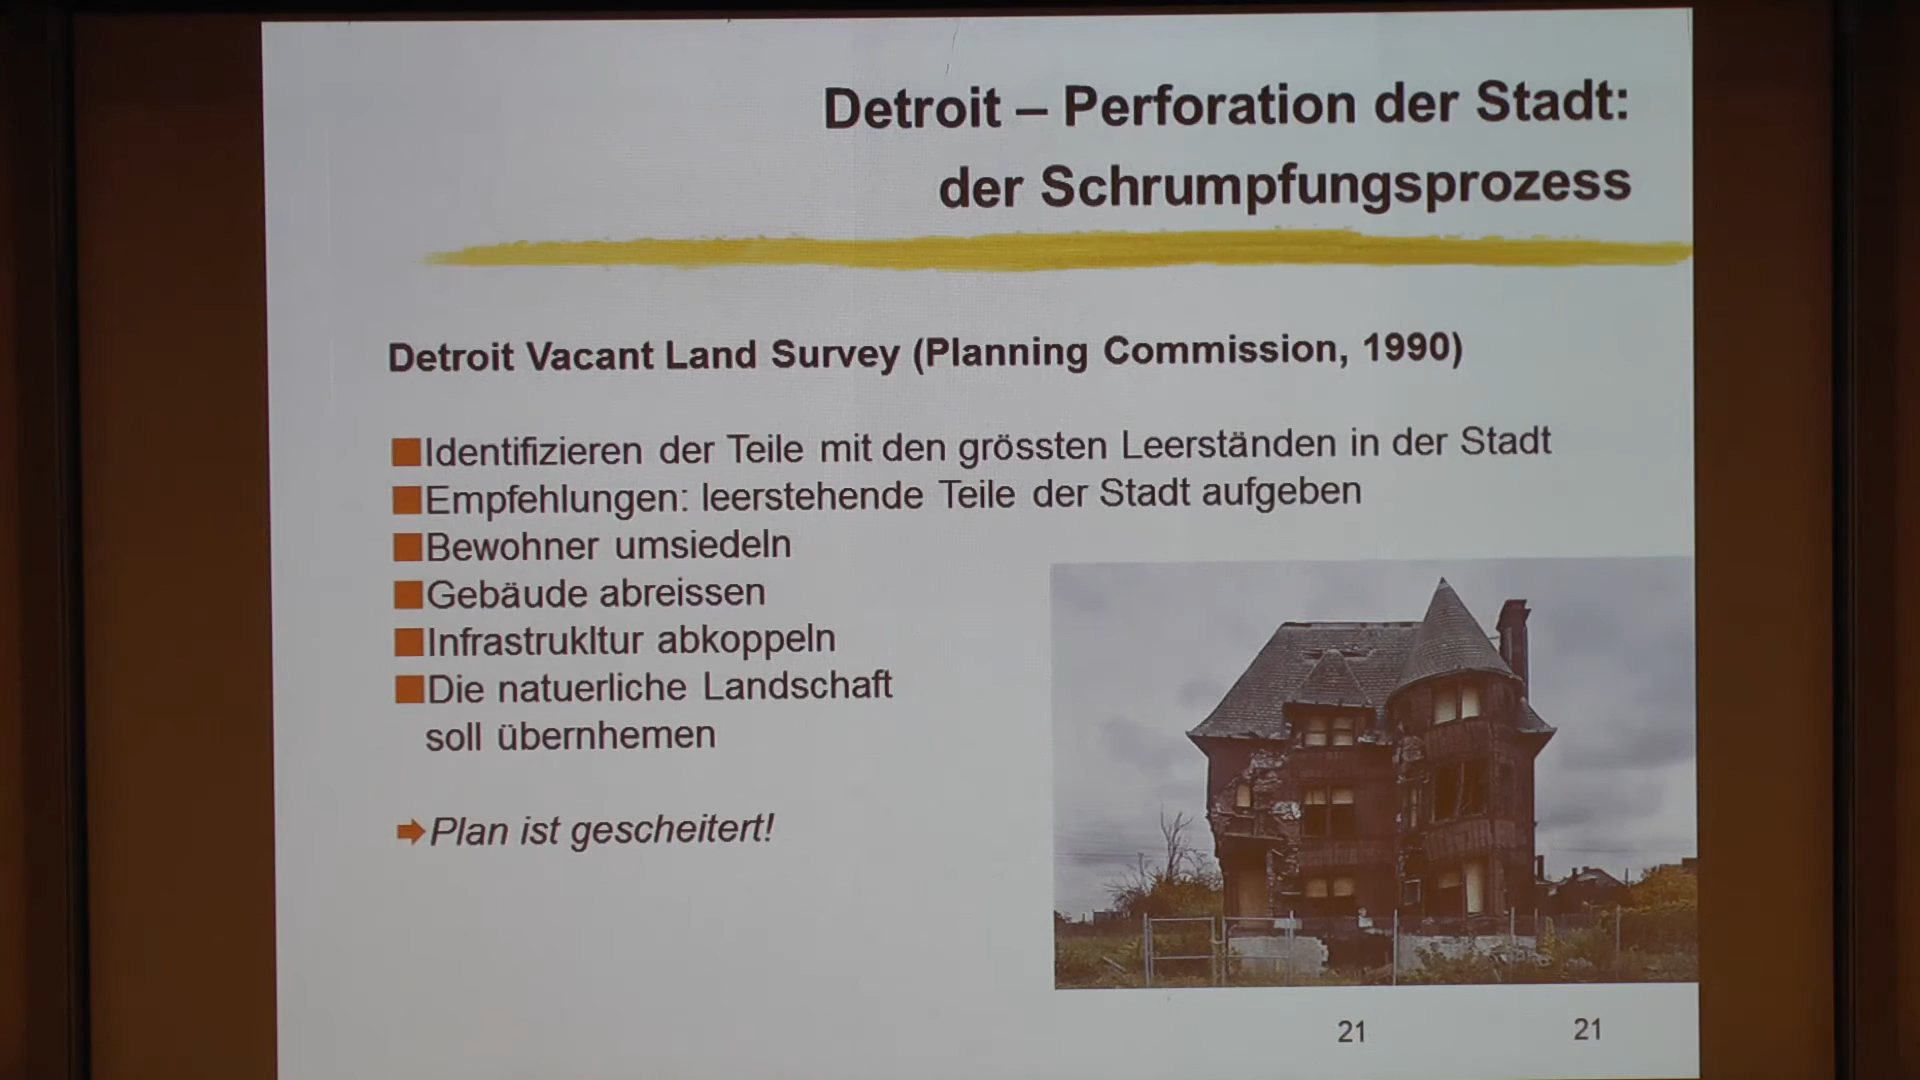 Detroit – Perforation der Stadt:
der Schrumpfungsprozess
Detroit Vacant Land Survey (Planning Commission, 1990)
Identifizieren der Teile mit den grössten Leerständen in der Stadt
Empfehlungen: leerstehende Teile der Stadt aufgeben
Bewohner umsiedeln
Gebäude abreissen
Infrastrukltur abkoppeln
Die natuerliche Landschaft
soll übernhemen
Plan ist gescheitert!
21 21